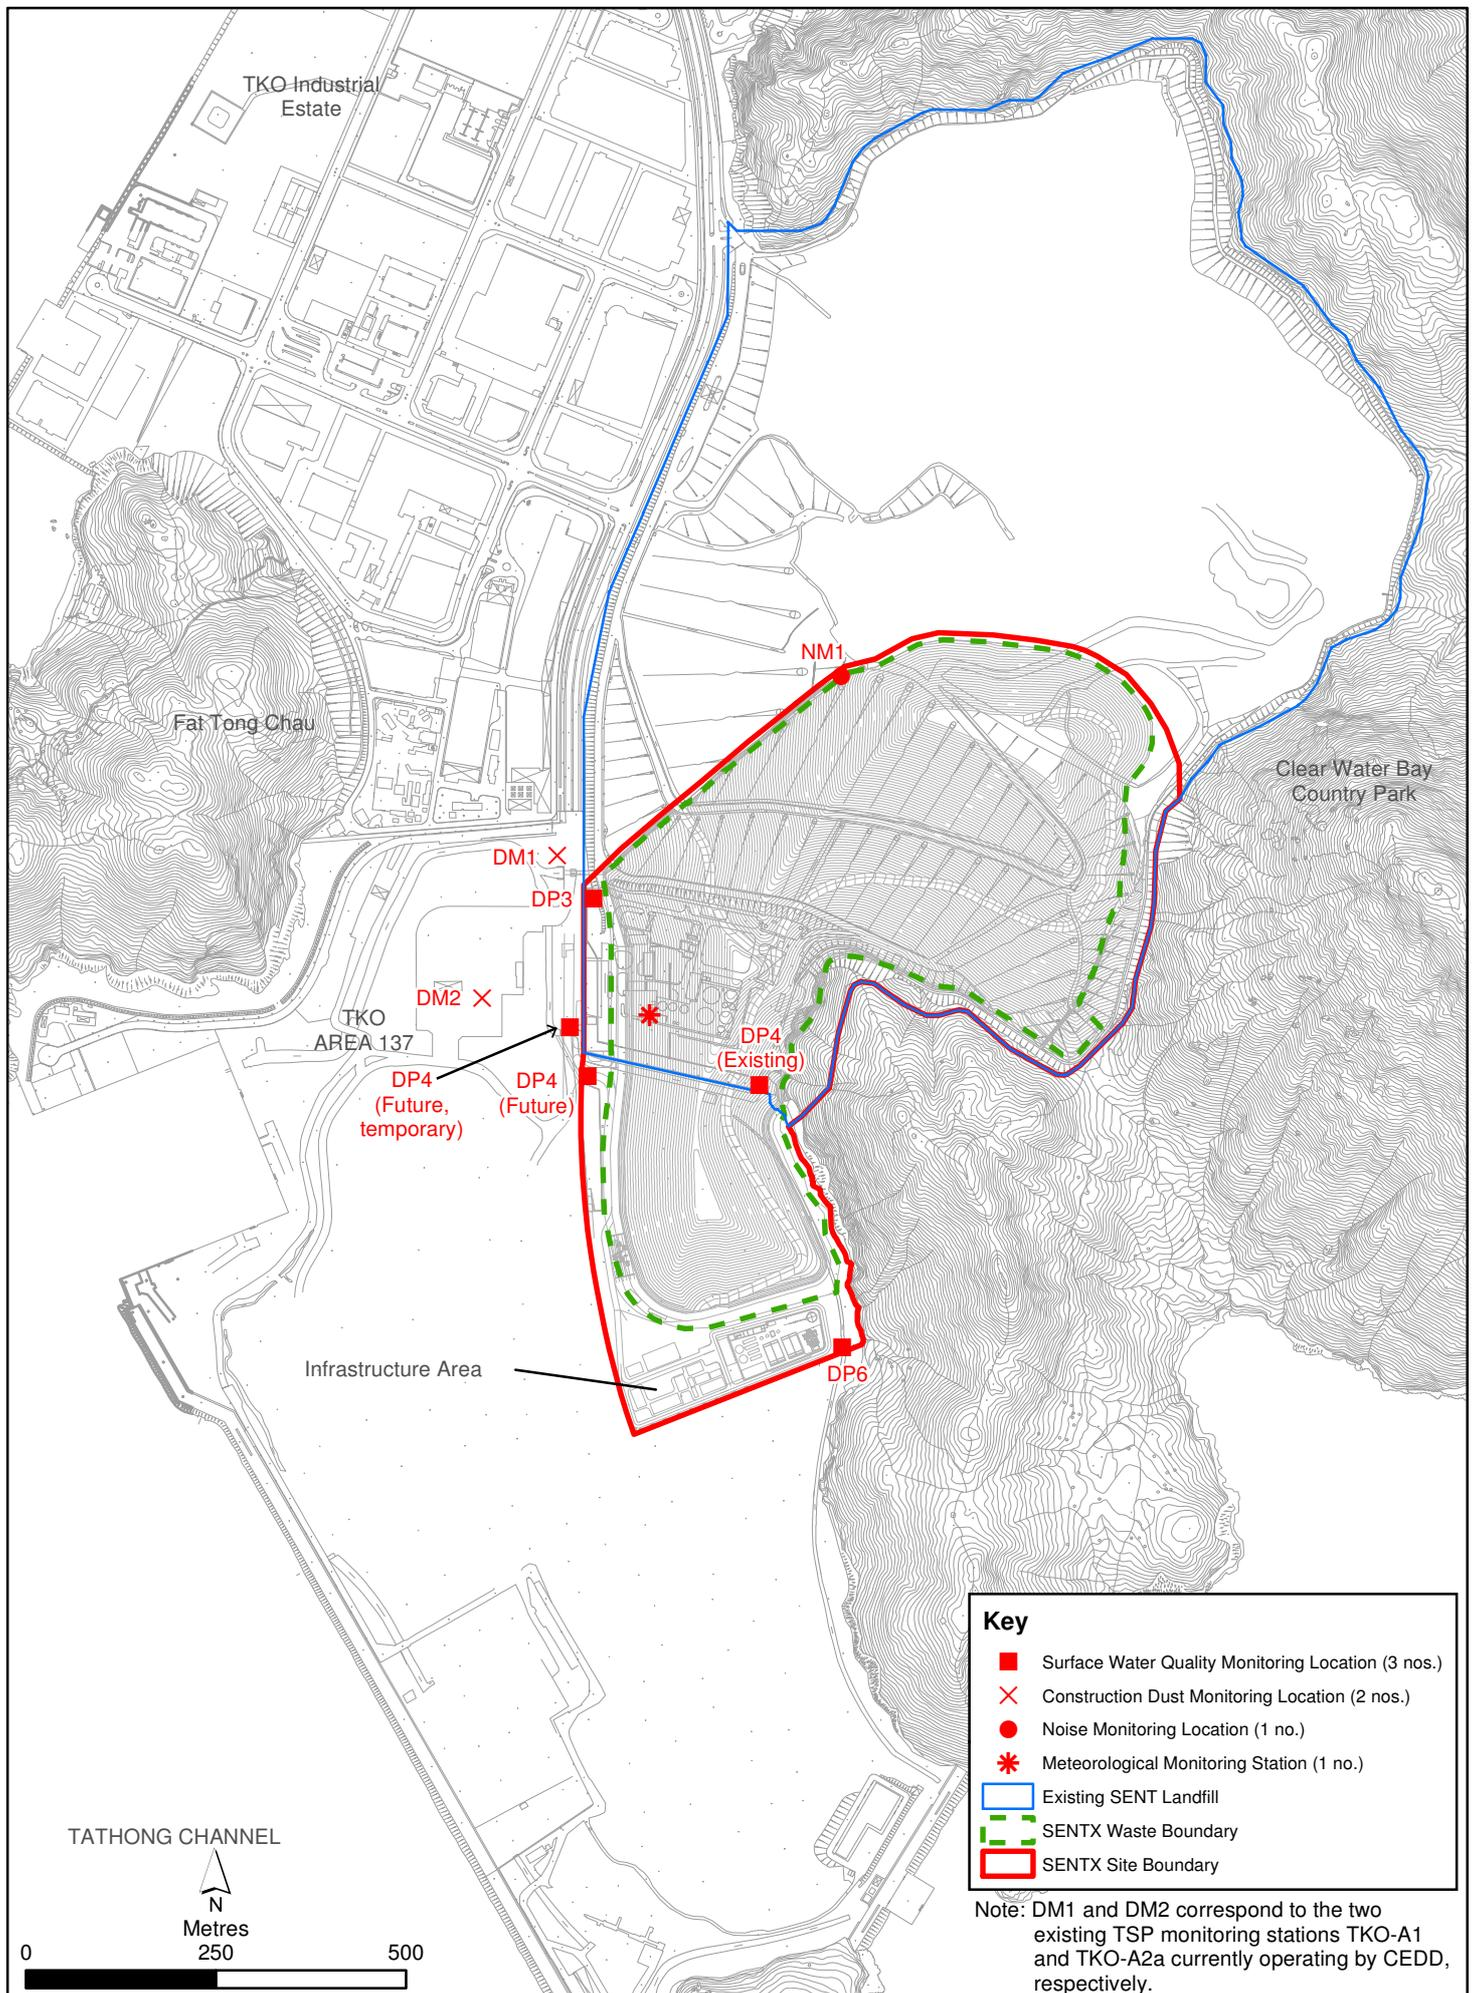 TKO Industrial
Estate
NM1
Fat Tong Chau
Clear Water Bay
Country Park
DM1
DP3
DM2
TKO
AREA 137
DP4
(Existing)
DP4
(Future,
temporary)
DP4
(Future)
Infrastructure Area
DP6
Key
Surface Water Quality Monitoring Location (3 nos.)
Construction Dust Monitoring Location (2 nos.)
Noise Monitoring Location (1 no.)
Meteorological Monitoring Station (1 no.)
Existing SENT Landfill
SENTX Waste Boundary
SENTX Site Boundary
TATHONG CHANNEL
N
Metres
0 250 500
Note: DM1 and DM2 correspond to the two
existing TSP monitoring stations TKO-A1
and TKO-A2a currently operating by CEDD,
respectively.